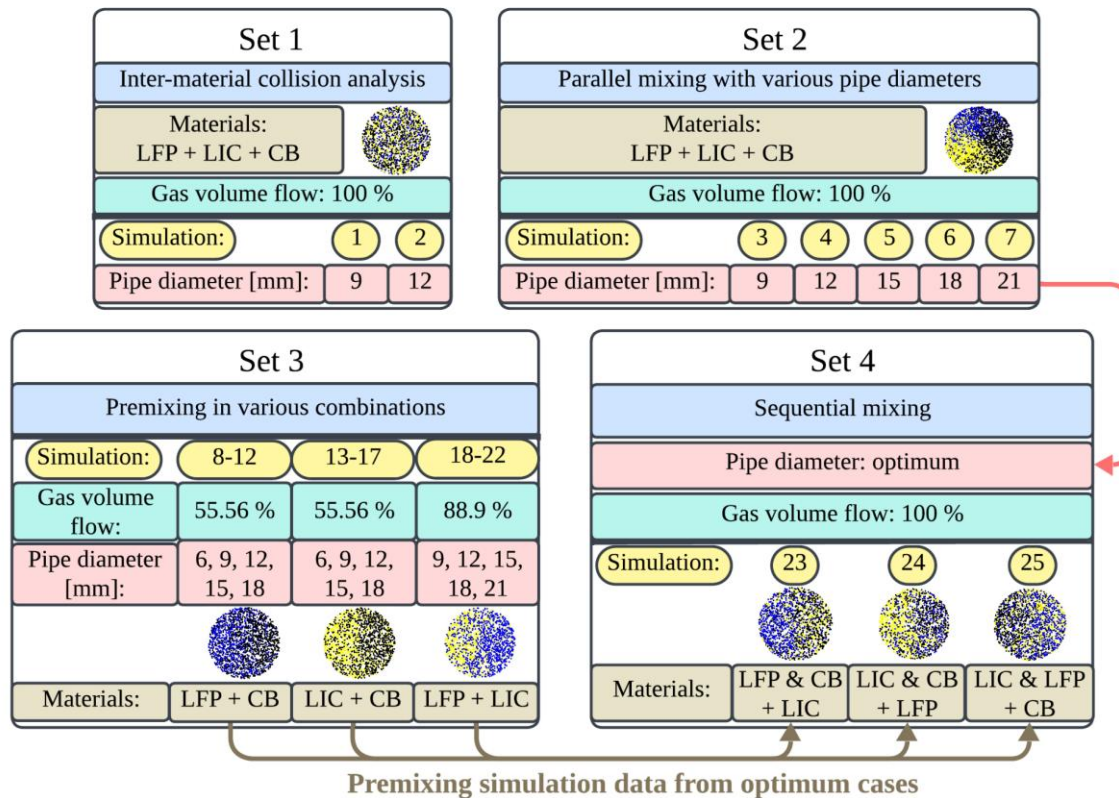 Set 1
Inter-material collision analysis
Materials:
LFP + LIC + CB
Gas volume flow: 100 %
Simulation: 1 2
Pipe diameter [mm]: 9 12
Set 2
Parallel mixing with various pipe diameters
Materials:
LFP + LIC + CB
Gas volume flow: 100 %
Simulation: 3 4 5 6 7
Pipe diameter [mm]: 9 12 15 18 21
Set 3
Premixing in various combinations
Simulation: 8-12 13-17 18-22
Gas volume
flow: 55.56 % 55.56 % 88.9 %
Pipe diameter 6, 9, 12, 6, 9, 12, 9, 12, 15,
[mm]: 15, 18 15, 18 18, 21
Materials: LFP + CB LIC + CB LFP + LIC
Set 4
Sequential mixing
Pipe diameter: optimum
Gas volume flow: 100 %
Simulation: 23 24 25
Materials: LFP & CB LIC & CB LIC & LFP
+ LIC + LFP + CB
Premixing simulation data from optimum cases